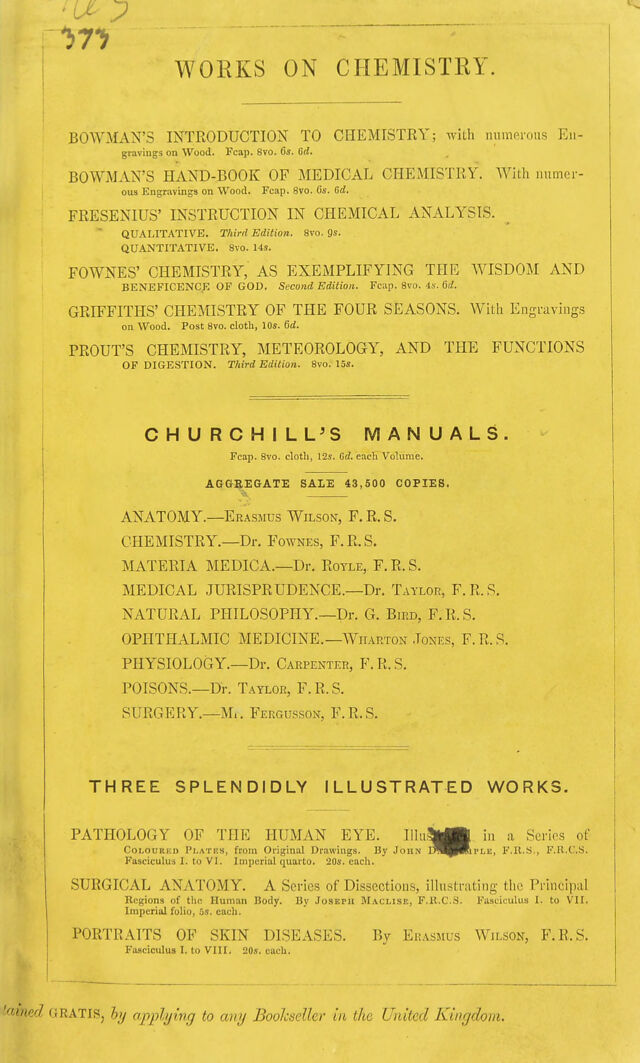 373
WORKS ON CHEMISTRY.
BOWMAN'S INTRODUCTION TO CHEMISTRY; with numerous En-
gravings on Wood. Fcap. 8vo. 6s. 6d.
BOWMAN'S HAND-BOOK OF MEDICAL CHEMISTRY. With numer-
ous Engravings on Wood. Fcap. 8vo. 6s. 6d.
FRESENIUS' INSTRUCTION IN CHEMICAL ANALYSIS.
QUALITATIVE. Third Edition. 8vo. 9s.
QUANTITATIVE. 8vo. 14s.
FOWNES' CHEMISTRY, AS EXEMPLIFYING THE WISDOM AND
BENEFICENCE OF GOD. Second Edition. Fcap. 8vo. 4s. 6d.
GRIFFITHS' CHEMISTRY OF THE FOUR SEASONS. With Engravings
on Wood. Post 8vo. cloth, 10s. 6d.
PROUT'S CHEMISTRY, METEOROLOGY, AND THE FUNCTIONS
OF DIGESTION. Third Edition. 8vo. 15s.
CHURCHILL'S MANUALS.
Fcap. 8vo. cloth, 12s. 6d. each Volume.
AGGREGATE SALE 43,500 COPIES.
ANATOMY.—ERASMUS WILSON, F.R.S.
CHEMISTRY.—DR. FOWNES, F.R.S.
MATERIA MEDICA.—DR. ROYLE, F.R.S.
MEDICAL JURISPRUDENCE.—DR. TAYLOR, F.R.S.
NATURAL PHILOSOPHY.—DR. G. BIRD, F.R.S.
OPHTHALMIC MEDICINE.—WHARTON JONES, F.R.S.
PHYSIOLOGY.—DR. CARPENTER, F.R.S.
POISONS.—DR. TAYLOR, F.R.S.
SURGERY.—MR. FERGUSSON, F.R.S.
THREE SPLENDIDLY ILLUSTRATED WORKS.
PATHOLOGY OF THE HUMAN EYE. in a Series of
COLOURED PLATES, from Original Drawings. By JOHN F.R.S., F.R.C.S.
Fasciculus I. to VI. Imperial quarto. 20s. each.
SURGICAL ANATOMY. A Series of Dissections, illustrating the Principal
Regions of the Human Body. By JOSEPH MACLISE, F.R.C.S. Fasciculus I. to VII.
Imperial folio, 5s. each.
PORTRAITS OF SKIN DISEASES. By ERASMUS WILSON, F.R.S.
Fasciculus I. to VIII. 20s. each.
GRATIS, by applying to any Bookseller in the United Kingdom.